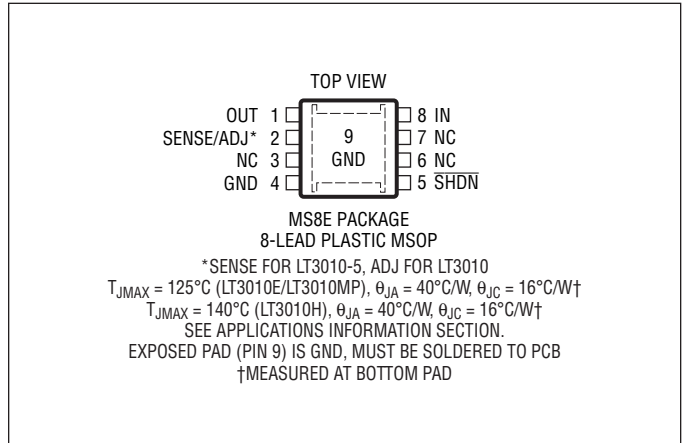 TOP VIEW
OUT 1 8 IN
SENSE/ADJ* 2 7 NC
9
NC 3 6 NC
GND
GND 4 5 SHDN
MS8E PACKAGE
8-LEAD PLASTIC MSOP
*SENSE FOR LT3010-5, ADJ FOR LT3010
TJMAX = 125°C (LT3010E/LT3010MP), θJA = 40°C/W, θJC = 16°C/W†
TJMAX = 140°C (LT3010H), θJA = 40°C/W, θJC = 16°C/W†
SEE APPLICATIONS INFORMATION SECTION.
EXPOSED PAD (PIN 9) IS GND, MUST BE SOLDERED TO PCB
†MEASURED AT BOTTOM PAD